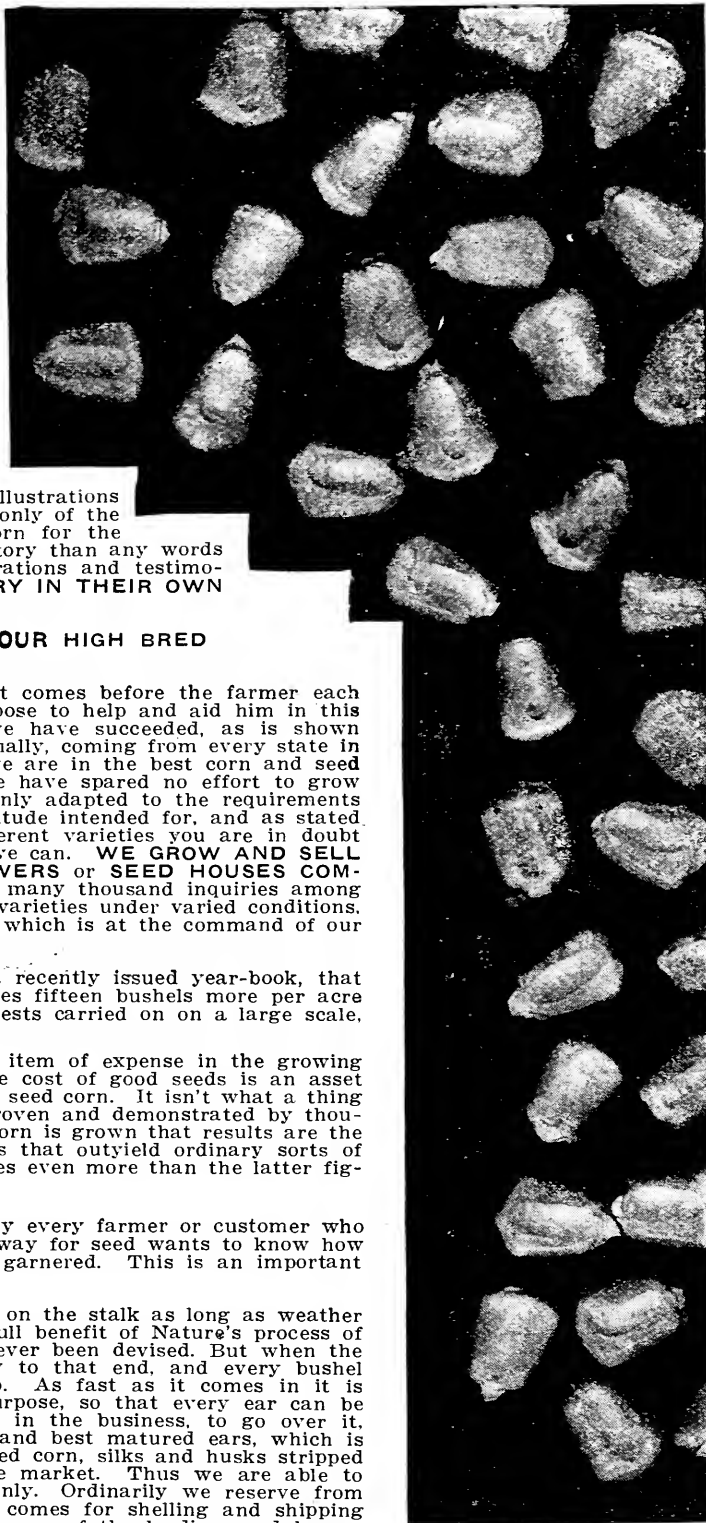 llustrations
only of the
orn for the
tory than any words
rations and testimo-
RY IN THEIR OWN
OUR HIGH BRED
t comes before the farmer each
pose to help and aid him in this
ve have succeeded, as is shown
ually, coming from every state in
ve are in the best corn and seed
e have spared no effort to grow
nly adapted to the requirements
itude intended for, and as stated
erent varieties you are in doubt
ve can. WE GROW AND SELL
VERS or SEED HOUSES COM-
many thousand inquiries among
varieties under varied conditions,
which is at the command of our
recently issued year-book, that
es fifteen bushels more per acre
ests carried on on a large scale,
item of expense in the growing
e cost of good seeds is an asset
seed corn. It isn't what a thing
roven and demonstrated by thou-
orn is grown that results are the
s that outyield ordinary sorts of
es even more than the latter fig-
y every farmer or customer who
way for seed wants to know how
garnered. This is an important
on the stalk as long as weather
ull benefit of Nature's process of
ever been devised. But when the
y to that end, and every bushel
o. As fast as it comes in it is
urpose, so that every ear can be
in the business, to go over it,
and best matured ears, which is
ed corn, silks and husks stripped
e market. Thus we are able to
only. Ordinarily we reserve from
comes for shelling and shipping